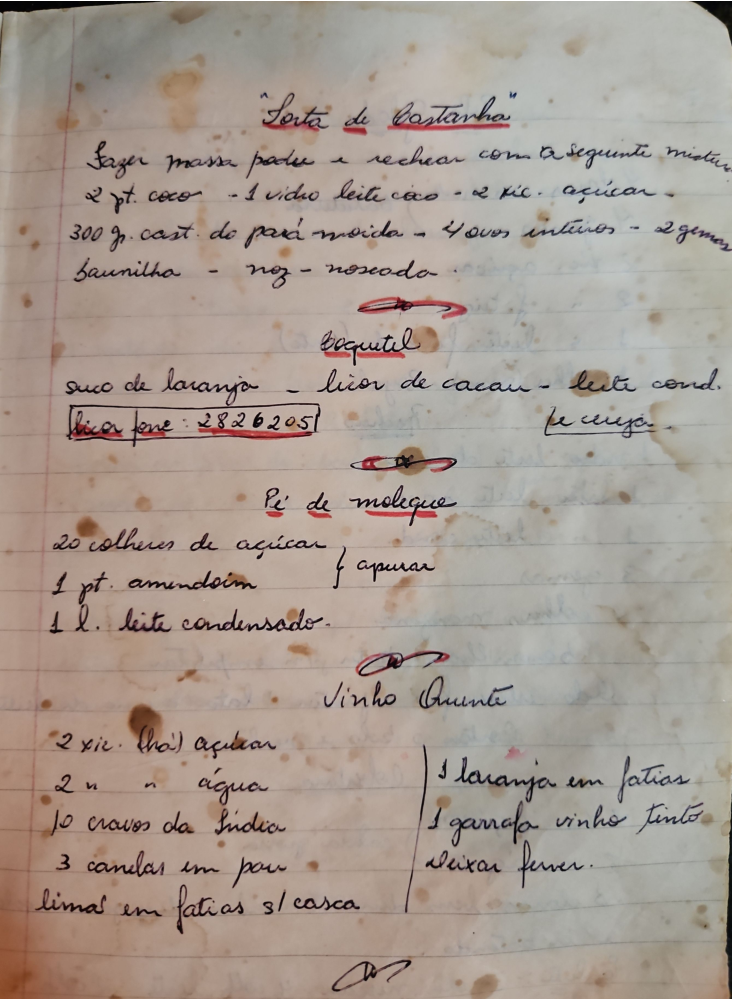 "Torta de Castanha"
Fazer massa podre e rechear com a seguinte mistura
2 pt. coco - 1 vidro leite coco - 2 xic. açúcar -
300 gr. cast. do pará moída - 4 ovos inteiros - 2 gemas
baunilha - noz-noscada.
Coquetel
suco de laranja - licor de cacau - leite cond.
licor fone: 2826205 e cereja.
Pé de moleque
20 colheres de açúcar
1 pt. amendoim } apurar
1 l. leite condensado.
Vinho Quente
2 xic. (chá) açúcar
2 " " água
10 cravos da Índia
3 canelas em pau
lima em fatias s/ casca
1 laranja em fatias
1 garrafa vinho tinto
deixar ferver.